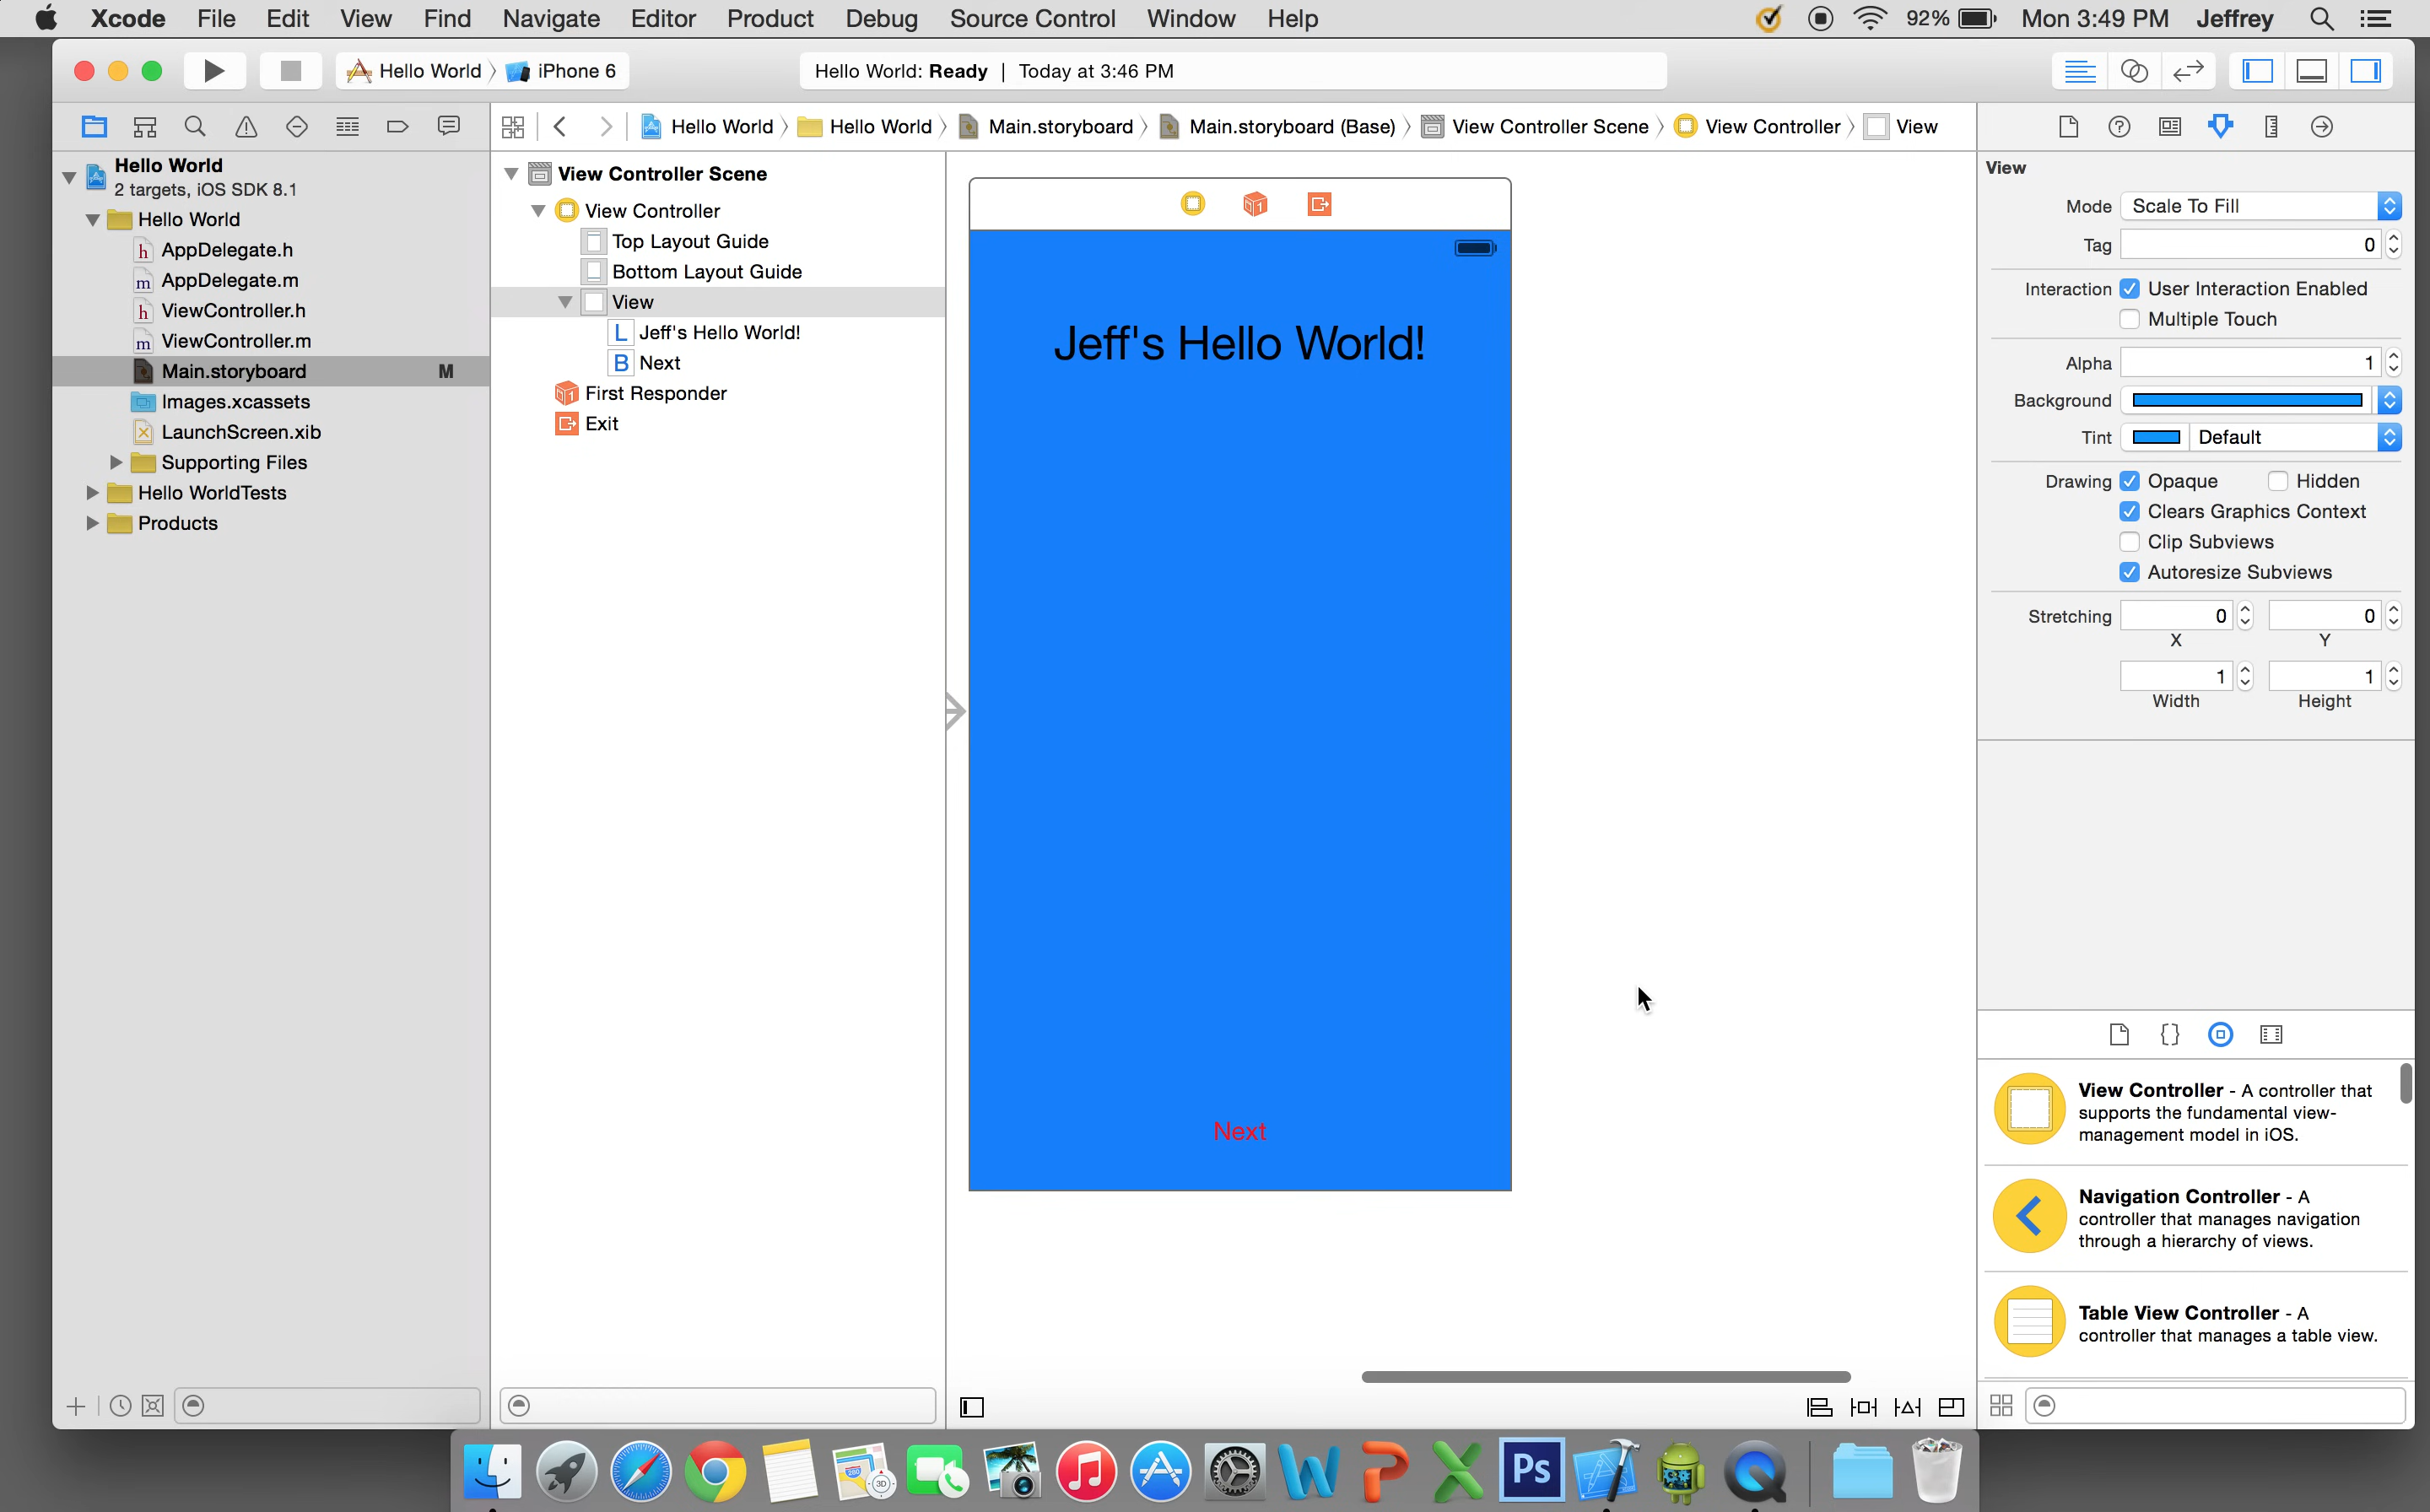 Xcode File Edit View Find Navigate Editor Product Debug Source Control Window Help 92% Mon 3:49 PM Jeffrey
Hello World iPhone 6 Hello World: Ready | Today at 3:46 PM
Hello World Hello World Main.storyboard Main.storyboard (Base) View Controller Scene View Controller View
Hello World
2 targets, iOS SDK 8.1
Hello World
h AppDelegate.h
m AppDelegate.m
h ViewController.h
m ViewController.m
Main.storyboard M
Images.xcassets
LaunchScreen.xib
Supporting Files
Hello WorldTests
Products
View Controller Scene
View Controller
Top Layout Guide
Bottom Layout Guide
View
L Jeff's Hello World!
B Next
1 First Responder
Exit
1
Jeff's Hello World!
Next
View
Mode Scale To Fill
Tag 0
Interaction User Interaction Enabled
Multiple Touch
Alpha 1
Background
Tint Default
Drawing Opaque Hidden
Clears Graphics Context
Clip Subviews
Autoresize Subviews
Stretching 0 0
X Y
1 1
Width Height
{}
View Controller - A controller that
supports the fundamental view-
management model in iOS.
Navigation Controller - A
controller that manages navigation
through a hierarchy of views.
Table View Controller - A
controller that manages a table view.
3D W P X Ps